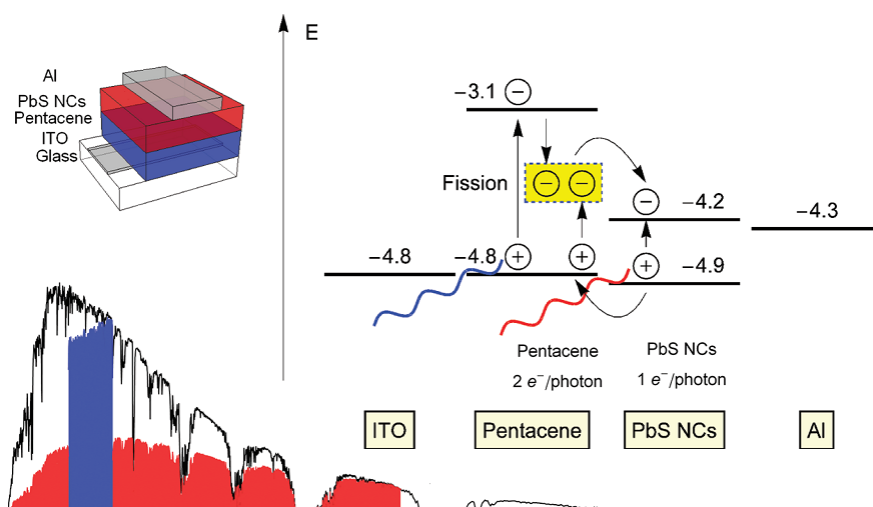 E
Al
PbS NCs
Pentacene
ITO
Glass
−3.1
−
Fission
− −
−
−4.2
−4.3
−4.8
−4.8
+
+
+
−4.9
Pentacene
2 e⁻/photon
PbS NCs
1 e⁻/photon
ITO
Pentacene
PbS NCs
Al